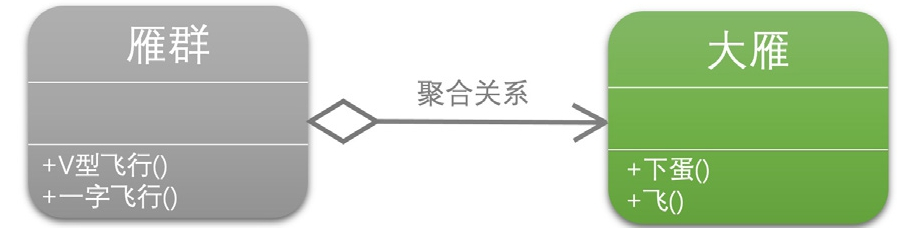 雁群
+V型飞行()
+一字飞行()
聚合关系
大雁
+下蛋()
+飞()